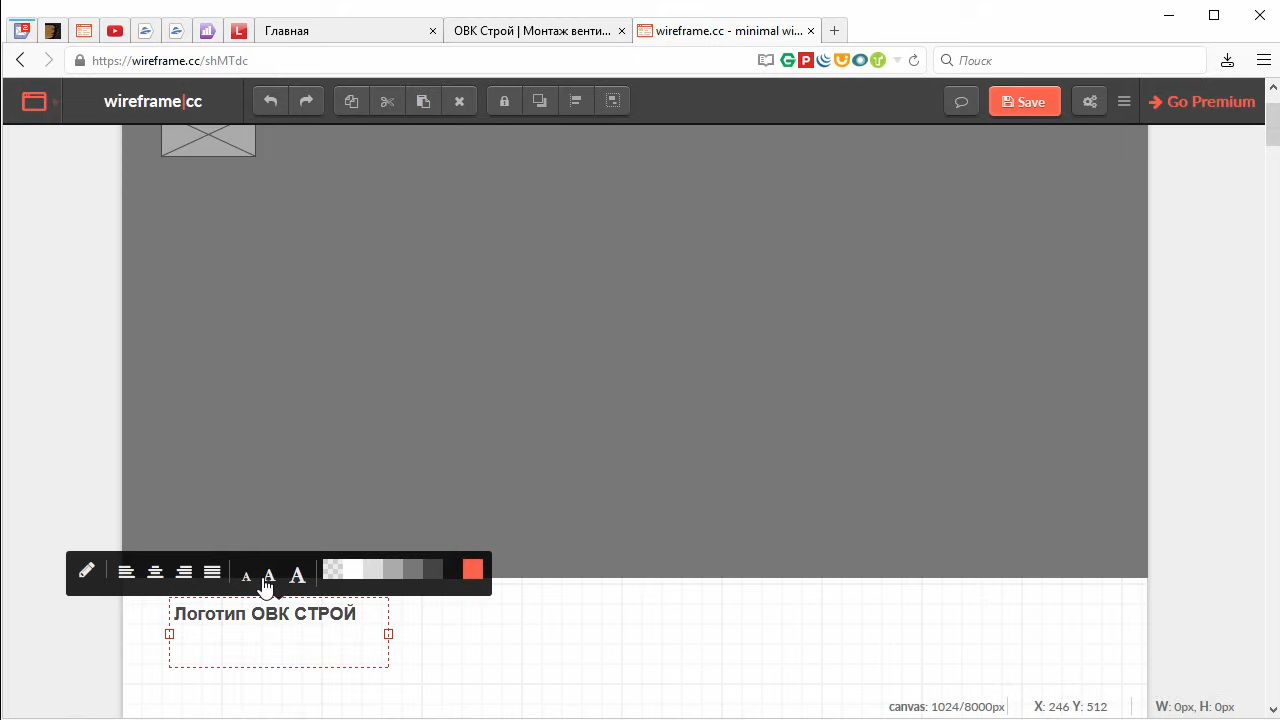 Главная
ОВК Строй | Монтаж венти...
wireframe.cc - minimal wi...
https://wireframe.cc/shMTdc
Поиск
wireframe|cc
Save
Go Premium
A A A
Логотип ОВК СТРОЙ
canvas: 1024/8000px
X: 246 Y: 512
W: 0px, H: 0px